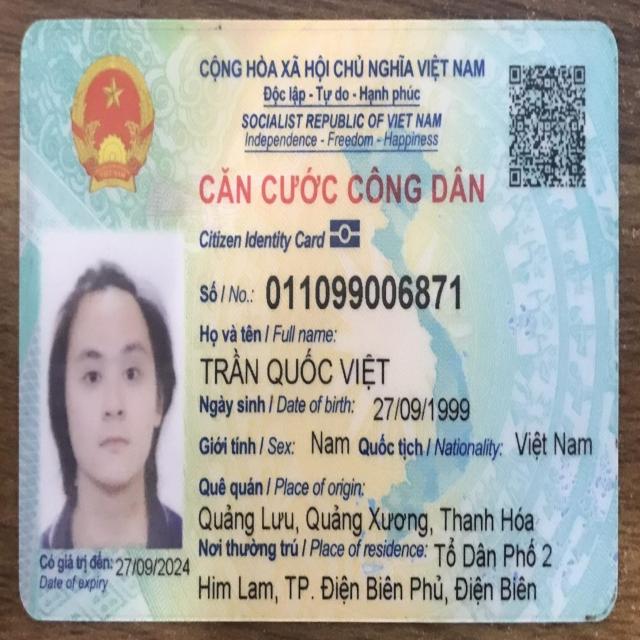 CỘNG HÒA XÃ HỘI CHỦ NGHĨA VIỆT NAM
Độc lập - Tự do - Hạnh phúc
SOCIALIST REPUBLIC OF VIET NAM
Independence - Freedom - Happiness
CĂN CƯỚC CÔNG DÂN
Citizen Identity Card
Số / No.: 011099006871
Họ và tên / Full name:
TRẦN QUỐC VIỆT
Ngày sinh / Date of birth: 27/09/1999
Giới tính / Sex: Nam Quốc tịch / Nationality: Việt Nam
Quê quán / Place of origin:
Quảng Lưu, Quảng Xương, Thanh Hóa
Nơi thường trú / Place of residence: Tổ Dân Phố 2
Him Lam, TP. Điện Biên Phủ, Điện Biên
Có giá trị đến: 27/09/2024
Date of expiry